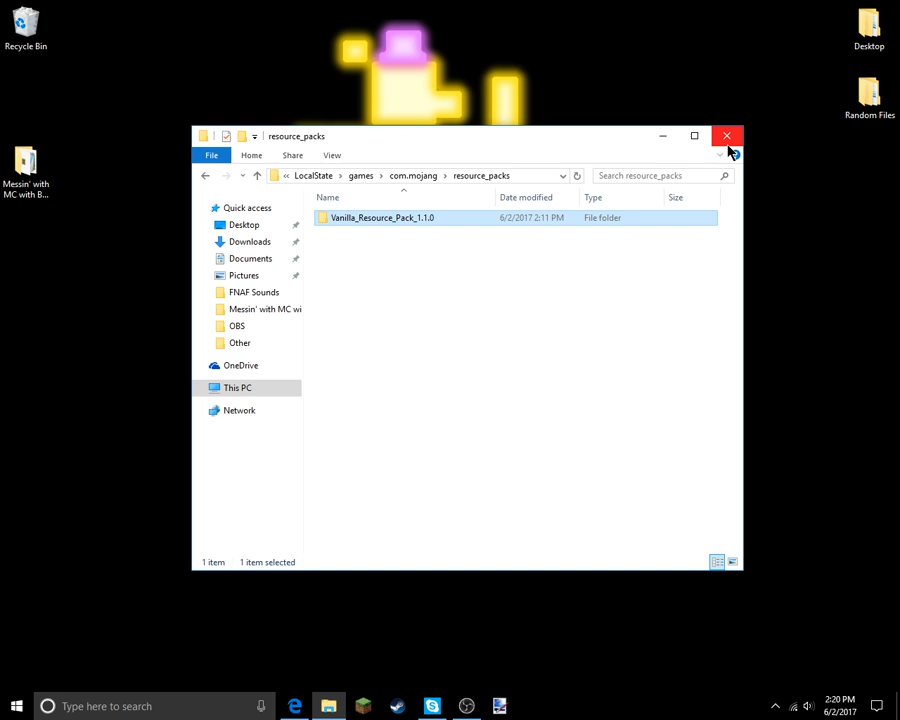 Recycle Bin
Desktop
Random Files
Messin' with
MC with B...
resource_packs
File Home Share View
« LocalState › games › com.mojang › resource_packs
Search resource_packs
Name Date modified Type Size
Vanilla_Resource_Pack_1.1.0 6/2/2017 2:11 PM File folder
Quick access
Desktop
Downloads
Documents
Pictures
FNAF Sounds
Messin' with MC wi
OBS
Other
OneDrive
This PC
Network
1 item 1 item selected
Type here to search
2:20 PM
6/2/2017